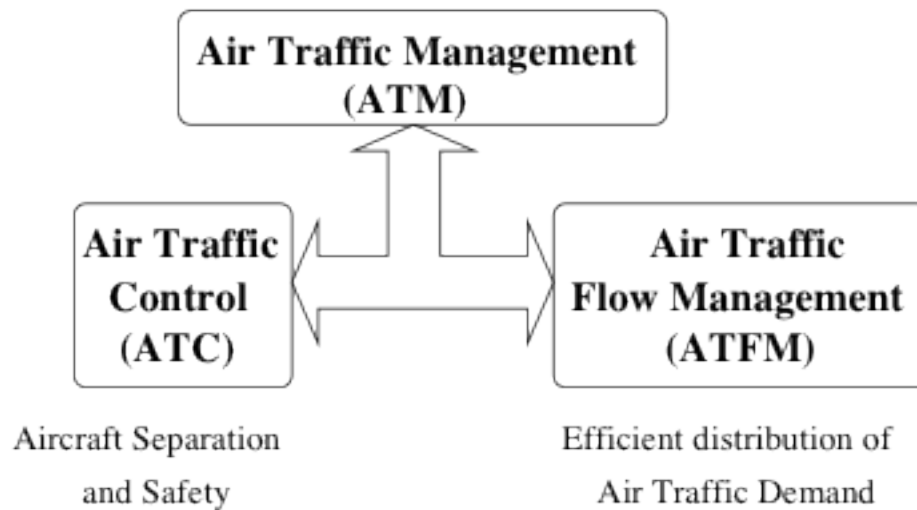 Air Traffic Management
(ATM)
Air Traffic
Control
(ATC)
Air Traffic
Flow Management
(ATFM)
Aircraft Separation
and Safety
Efficient distribution of
Air Traffic Demand